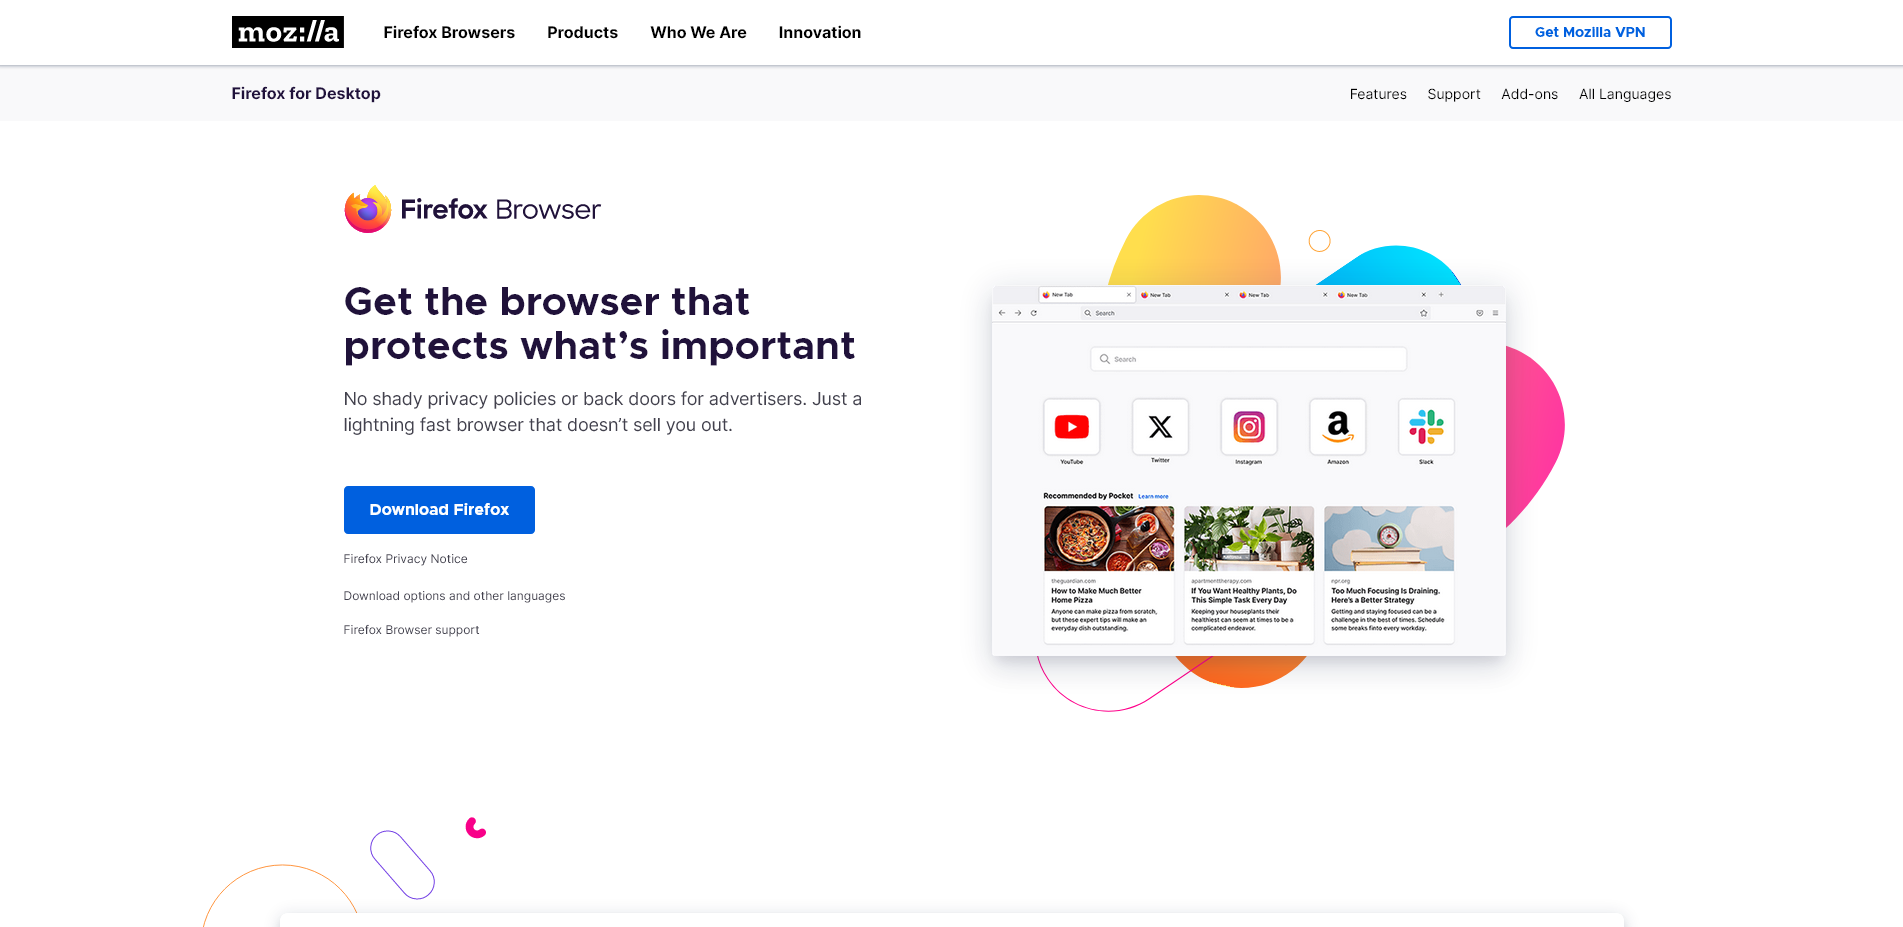 moz://a
Firefox Browsers
Products
Who We Are
Innovation
Get Mozilla VPN
Firefox for Desktop
Features
Support
Add-ons
All Languages
Firefox Browser
Get the browser that
protects what’s important
No shady privacy policies or back doors for advertisers. Just a
lightning fast browser that doesn’t sell you out.
Download Firefox
Firefox Privacy Notice
Download options and other languages
Firefox Browser support
New Tab
New Tab
New Tab
New Tab
Search
Search
YouTube
Twitter
Instagram
Amazon
Slack
Recommended by Pocket Learn more
theguardian.com
How to Make Much Better
Home Pizza
Anyone can make pizza from scratch,
but these expert tips will make an
everyday dish outstanding.
apartmenttherapy.com
If You Want Healthy Plants, Do
This Simple Task Every Day
Keeping your houseplants their
healthiest can seem at times to be a
complicated endeavor.
npr.org
Too Much Focusing Is Draining.
Here’s a Better Strategy
Getting and staying focused can be a
challenge in the best of times. Schedule
some breaks finto every workday.